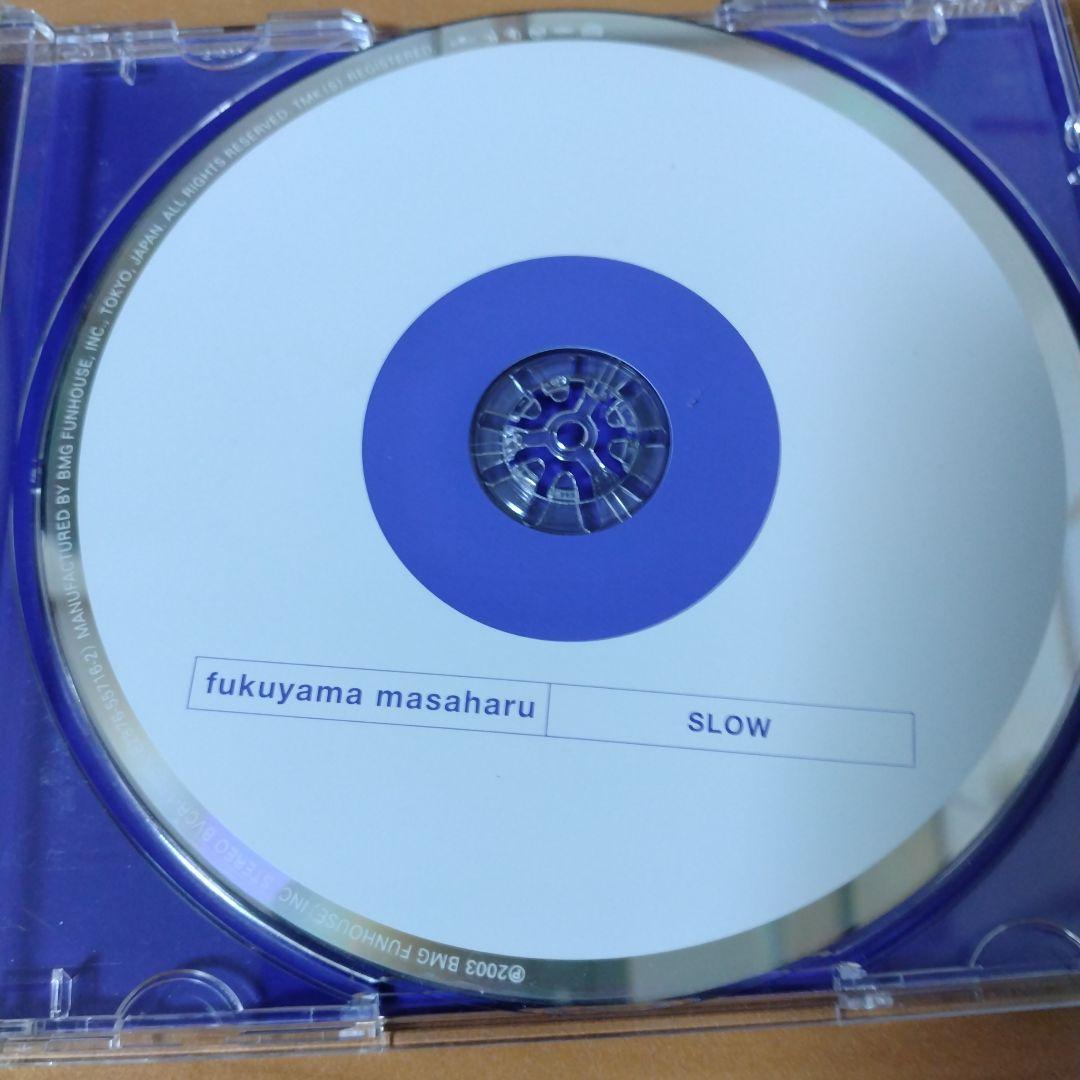 fukuyama masaharu
SLOW
℗2003 BMG FUNHOUSE, INC. STEREO
MANUFACTURED BY BMG FUNHOUSE, INC., TOKYO, JAPAN. ALL RIGHTS RESERVED. TMK(S) REGISTERED